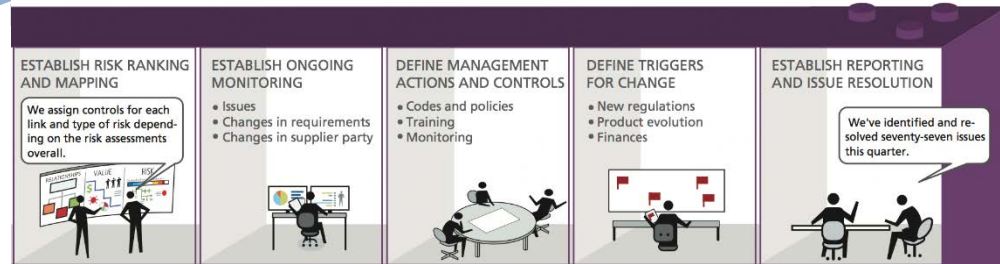 ESTABLISH RISK RANKING
AND MAPPING
We assign controls for each
link and type of risk depend-
ing on the risk assessments
overall.
RELATIONSHIPS
VALUE
RISK
ESTABLISH ONGOING
MONITORING
• Issues
• Changes in requirements
• Changes in supplier party
DEFINE MANAGEMENT
ACTIONS AND CONTROLS
• Codes and policies
• Training
• Monitoring
DEFINE TRIGGERS
FOR CHANGE
• New regulations
• Product evolution
• Finances
ESTABLISH REPORTING
AND ISSUE RESOLUTION
We've identified and re-
solved seventy-seven issues
this quarter.